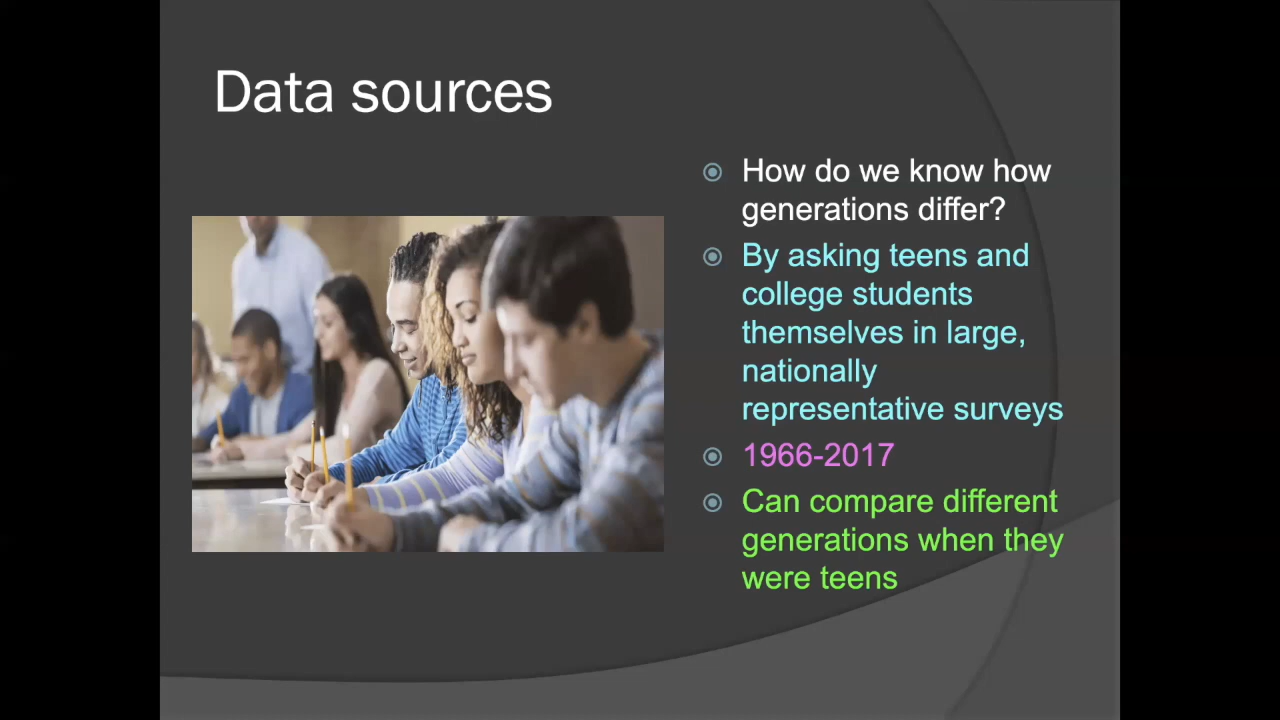 Data sources
How do we know how
generations differ?
By asking teens and
college students
themselves in large,
nationally
representative surveys
1966-2017
Can compare different
generations when they
were teens